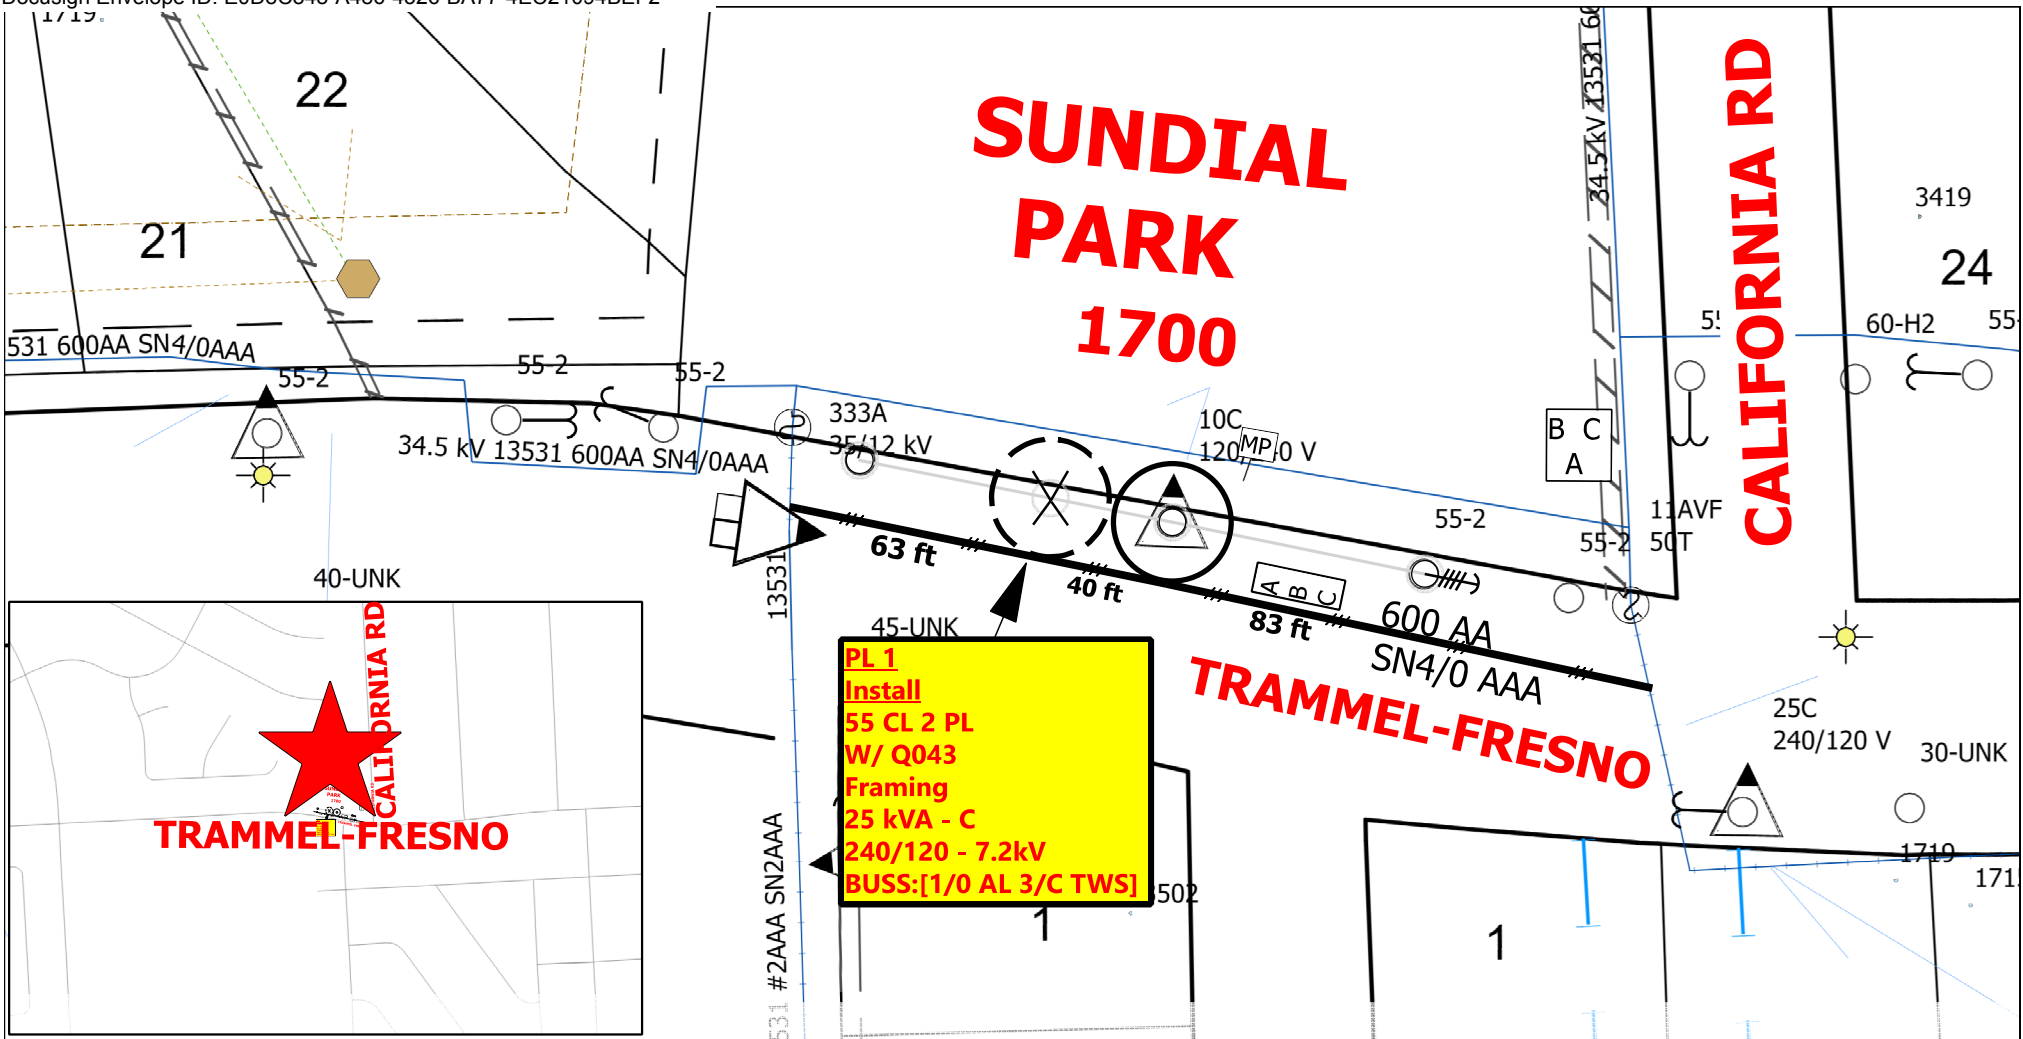 1719
22
21
531 600AA SN4/0AAA
55-2
55-2
55-2
34.5 kV 13531 600AA SN4/0AAA
SUNDIAL
PARK
1700
34.5 kV 13531
CALIFORNIA RD
3419
24
60-H2
55-
333A
35/12 kV
10C
MP
B C
A
11AVF
50T
55-2
55-2
63 ft
40 ft
83 ft
A
B
C
600 AA
SN4/0 AAA
TRAMMEL-FRESNO
13531
40-UNK
45-UNK
PL 1
Install
55 CL 2 PL
W/ Q043
Framing
25 kVA - C
240/120 - 7.2kV
BUSS:[1/0 AL 3/C TWS]
25C
240/120 V
30-UNK
1719
171
#2AAA SN2AAA
531
502
1
1
CALIFORNIA RD
TRAMMEL-FRESNO